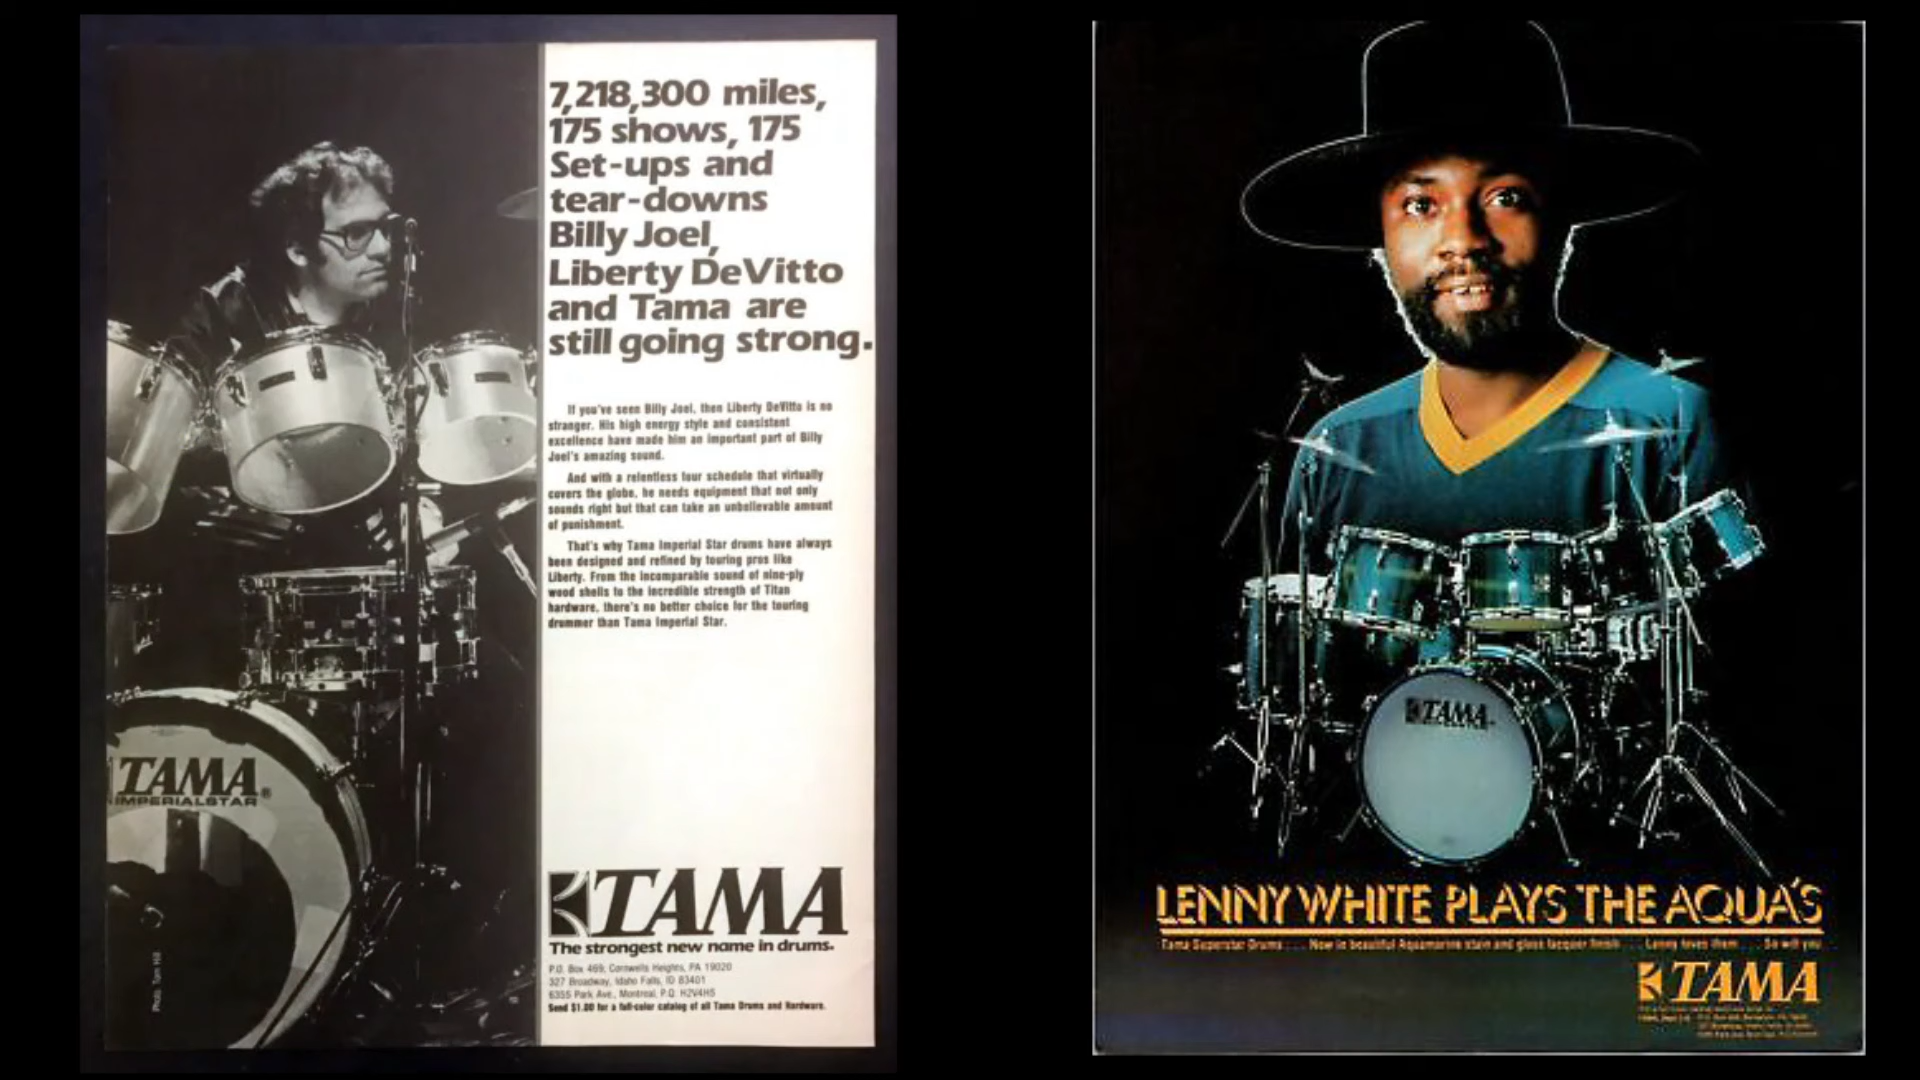 7,218,300 miles,
175 shows, 175
Set-ups and
tear-downs
Billy Joel,
Liberty DeVitto
and Tama are
still going strong.
If you've seen Billy Joel, then Liberty DeVitto is no
stranger. His high energy style and consistent
excellence have made him an important part of Billy
Joel's amazing sound.
And with a relentless tour schedule that virtually
covers the globe, he needs equipment that not only
sounds right but that can take an unbelievable amount
of punishment.
That's why Tama Imperial Star drums have always
been designed and refined by touring pros like
Liberty. From the incomparable sound of nine-ply
wood shells to the incredible strength of Titan
hardware, there's no better choice for the touring
drummer than Tama Imperial Star.
TAMA®
IMPERIALSTAR
TAMA
The strongest new name in drums.
P.O. Box 469, Cornwells Heights, PA 19020
327 Broadway, Idaho Falls, ID 83401
6355 Park Ave., Montreal, P.Q. H2V4H5
Send $1.00 for a full-color catalog of all Tama Drums and Hardware.
TAMA
LENNY WHITE PLAYS THE AQUA'S
Tama Superstar Drums . . . Now in beautiful Aquamarine stain and gloss lacquer finish . . . Lenny loves them . . . So will you
TAMA